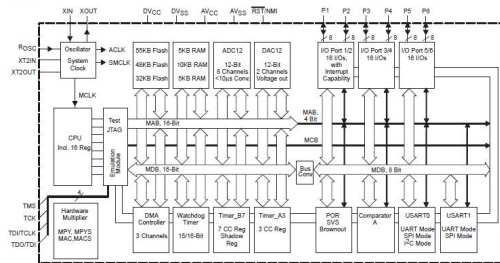 XIN XOUT DVCC DVSS AVCC AVSS RST/NMI P1 P2 P3 P4 P5 P6
8 8 8 8 8 8
ROSC
XT2IN
XT2OUT
Oscillator
System
Clock
ACLK
SMCLK
MCLK
55KB Flash
48KB Flash
32KB Flash
5KB RAM
10KB RAM
5KB RAM
ADC12
12-Bit
8 Channels
<10µs Conv.
DAC12
12-Bit
2 Channels
Voltage out
I/O Port 1/2
16 I/Os,
with
Interrupt
Capability
I/O Port 3/4
16 I/Os
I/O Port 5/6
16 I/Os
CPU
Incl. 16 Reg
Test
JTAG
Emulation
Module
MAB, 16-Bit
MAB,
4 Bit
MCB
MDB, 16-Bit
Bus
Conv
MDB, 8 Bit
4
TMS
TCK
TDI/TCLK
TDO/TDI
Hardware
Multiplier
MPY, MPYS
MAC,MACS
DMA
Controller
3 Channels
Watchdog
Timer
15/16-Bit
Timer_B7
7 CC Reg
Shadow
Reg
Timer_A3
3 CC Reg
POR
SVS
Brownout
Comparator
A
USART0
UART Mode
SPI Mode
I²C Mode
USART1
UART Mode
SPI Mode